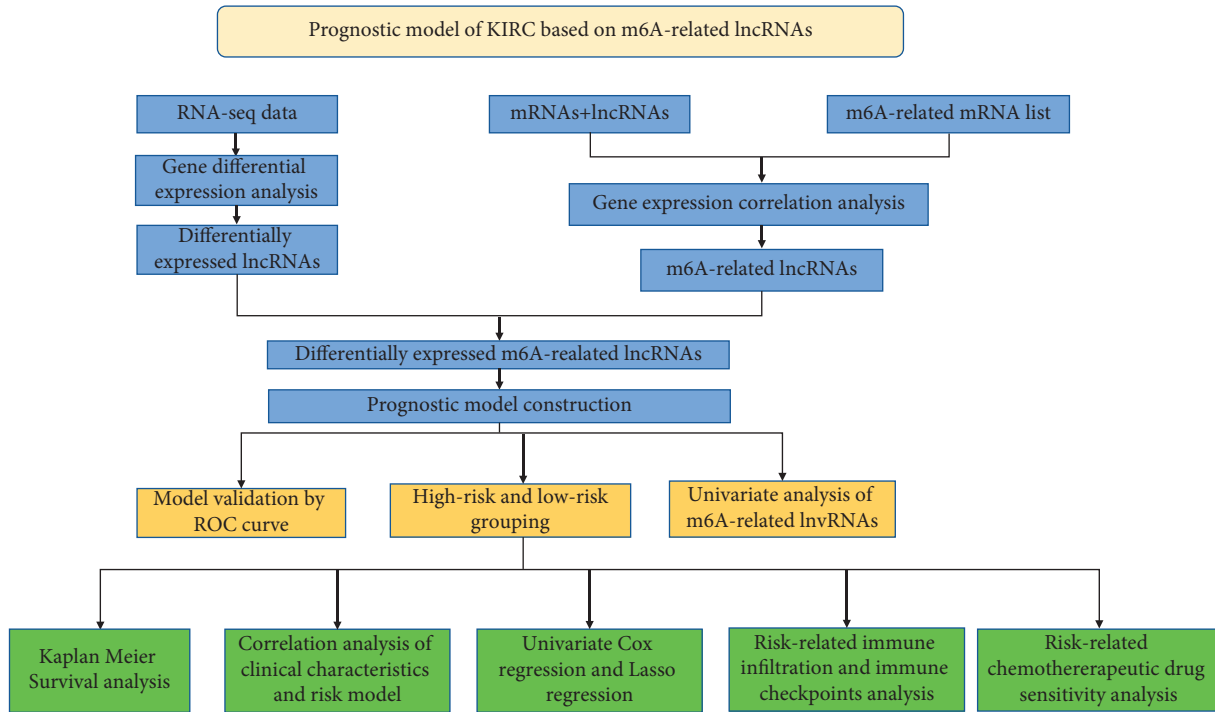 Prognostic model of KIRC based on m6A-related lncRNAs
RNA-seq data
mRNAs+lncRNAs
m6A-related mRNA list
Gene differential
expression analysis
Gene expression correlation analysis
Differentially
expressed lncRNAs
m6A-related lncRNAs
Differentially expressed m6A-realated lncRNAs
Prognostic model construction
Model validation by
ROC curve
High-risk and low-risk
grouping
Univariate analysis of
m6A-related lnvRNAs
Kaplan Meier
Survival analysis
Correlation analysis of
clinical characteristics
and risk model
Univariate Cox
regression and Lasso
regression
Risk-related immune
infiltration and immune
checkpoints analysis
Risk-related
chemothererapeutic drug
sensitivity analysis